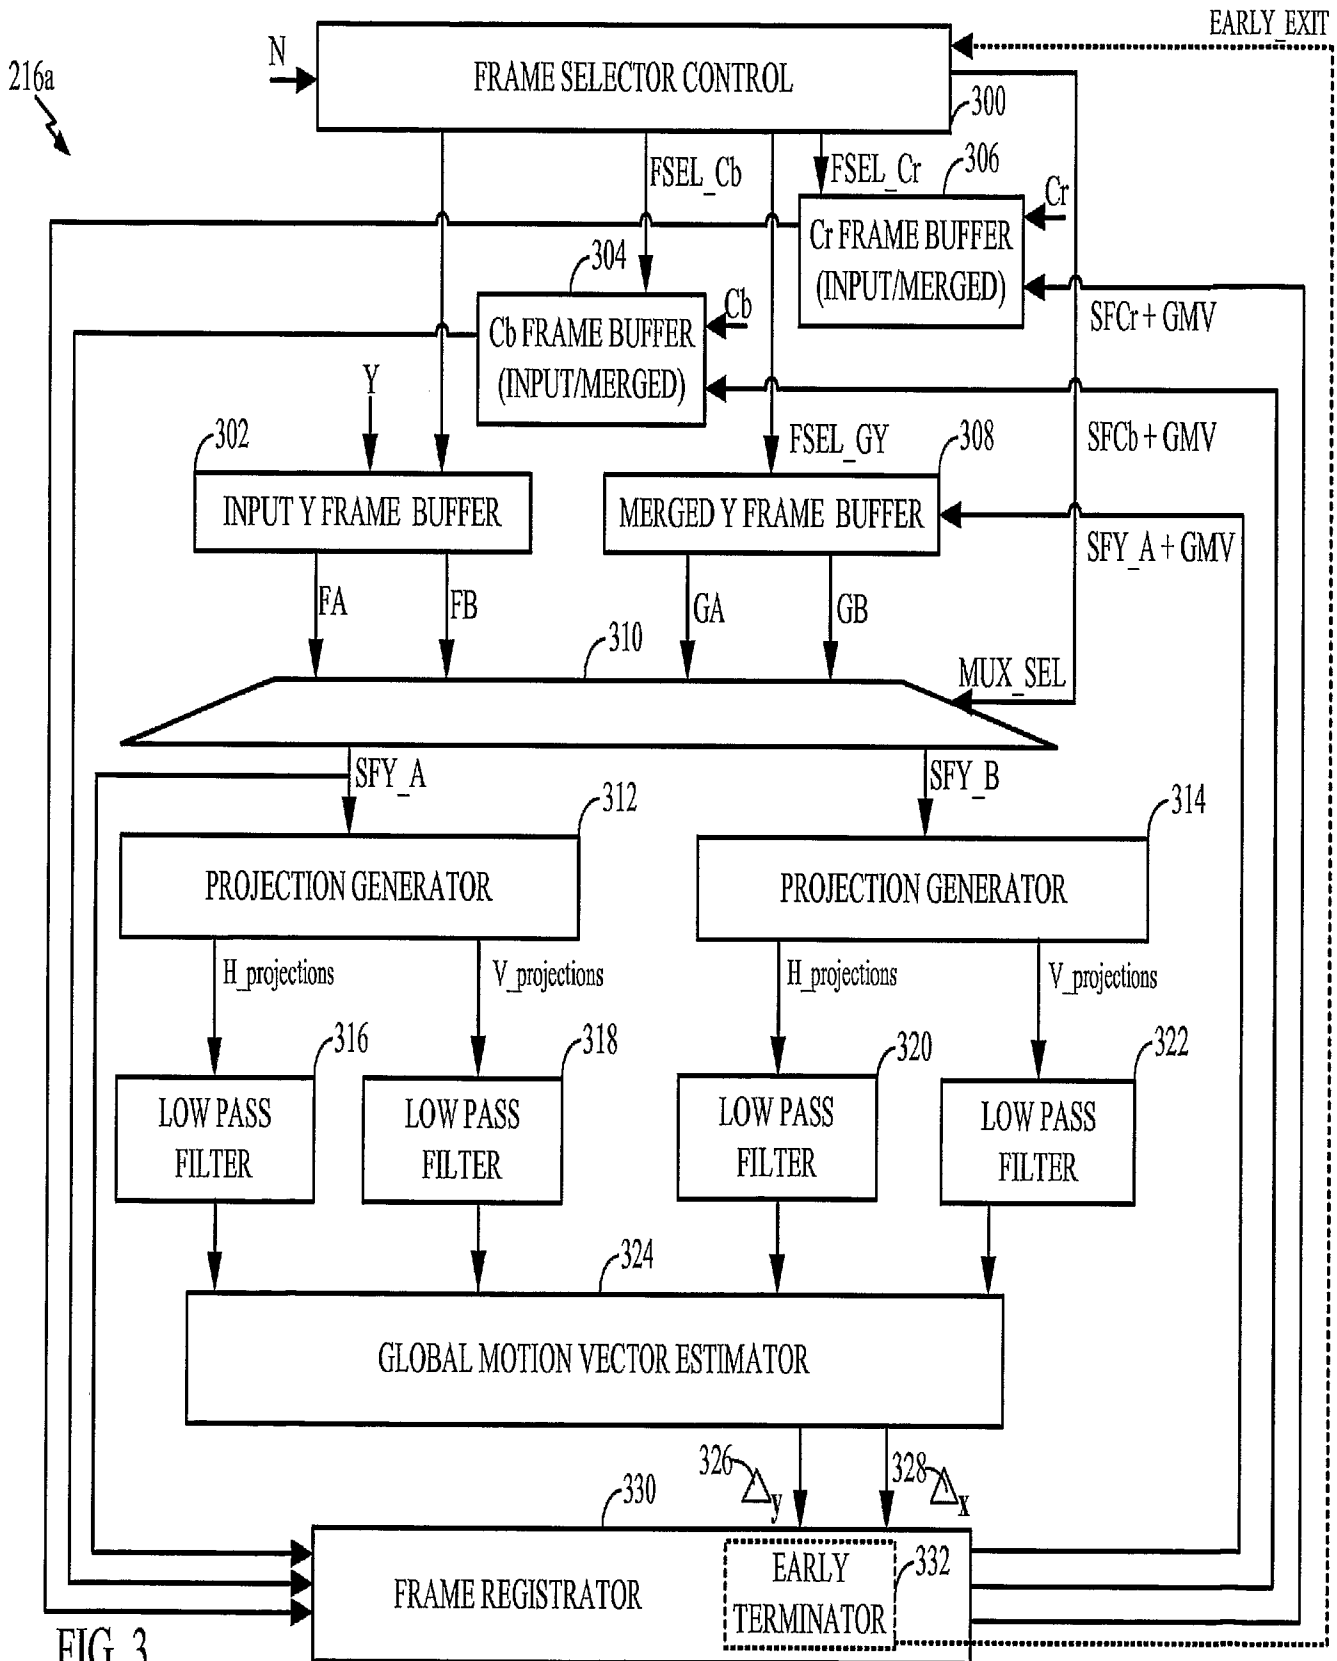 EARLY_EXIT
N
216a
FRAME SELECTOR CONTROL
300
FSEL_Cb
FSEL_Cr
306
Cr
304
Cr FRAME BUFFER
(INPUT/MERGED)
Cb
Cb FRAME BUFFER
(INPUT/MERGED)
SFCr + GMV
Y
302
FSEL_GY
308
SFCb + GMV
INPUT Y FRAME BUFFER
MERGED Y FRAME BUFFER
SFY_A + GMV
FA
FB
GA
GB
310
MUX_SEL
SFY_A
SFY_B
312
314
PROJECTION GENERATOR
PROJECTION GENERATOR
H_projections
V_projections
H_projections
V_projections
316
318
320
322
LOW PASS
FILTER
LOW PASS
FILTER
LOW PASS
FILTER
LOW PASS
FILTER
324
GLOBAL MOTION VECTOR ESTIMATOR
326
△y
328
△x
330
FRAME REGISTRATOR
EARLY
TERMINATOR
332
FIG. 3